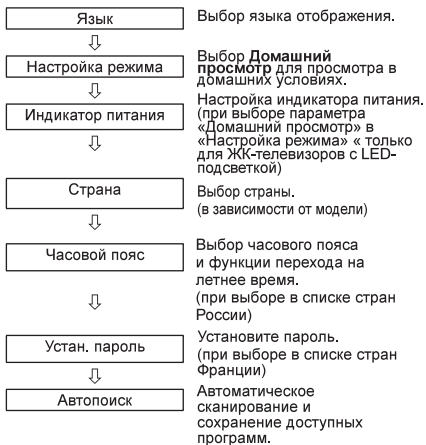 Язык
Выбор языка отображения.
Настройка режима
Выбор Домашний
просмотр для просмотра в
домашних условиях.
Индикатор питания
Настройка индикатора питания.
(при выборе параметра
«Домашний просмотр» в
«Настройка режима» « только
для ЖК-телевизоров с LED-
подсветкой)
Страна
Выбор страны.
(в зависимости от модели)
Часовой пояс
Выбор часового пояса
и функции перехода на
летнее время.
(при выборе в списке стран
России)
Устан. пароль
Установите пароль.
(при выборе в списке стран
Франции)
Автопоиск
Автоматическое
сканирование и
сохранение доступных
программ.